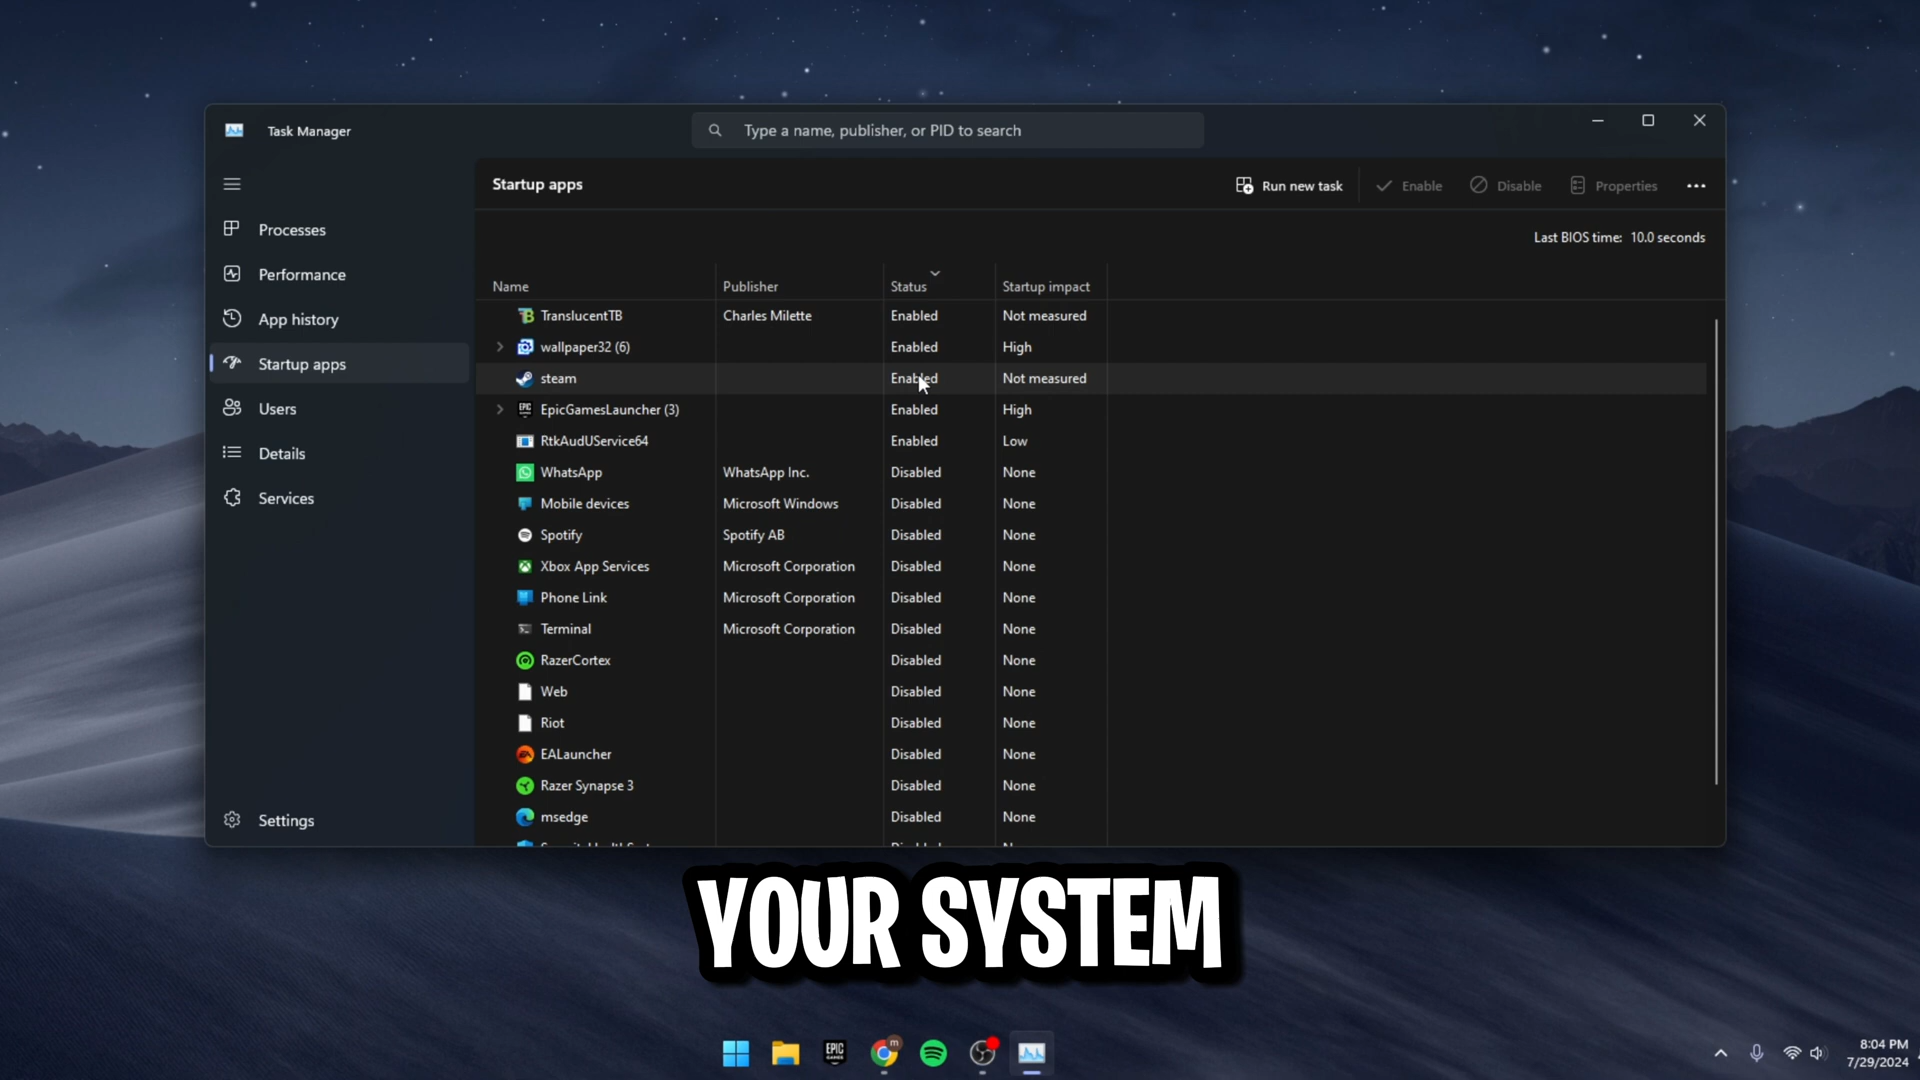 Task Manager
Type a name, publisher, or PID to search
Startup apps
Run new task
Enable
Disable
Properties
Last BIOS time: 10.0 seconds
Processes
Performance
App history
Startup apps
Users
Details
Services
Settings
Name Publisher Status Startup impact
TranslucentTB Charles Milette Enabled Not measured
wallpaper32 (6) Enabled High
steam Enabled Not measured
EpicGamesLauncher (3) Enabled High
RtkAudUService64 Enabled Low
WhatsApp WhatsApp Inc. Disabled None
Mobile devices Microsoft Windows Disabled None
Spotify Spotify AB Disabled None
Xbox App Services Microsoft Corporation Disabled None
Phone Link Microsoft Corporation Disabled None
Terminal Microsoft Corporation Disabled None
RazerCortex Disabled None
Web Disabled None
Riot Disabled None
EALauncher Disabled None
Razer Synapse 3 Disabled None
msedge Disabled None
YOUR SYSTEM
EPIC
GAMES
m
8:04 PM
7/29/2024